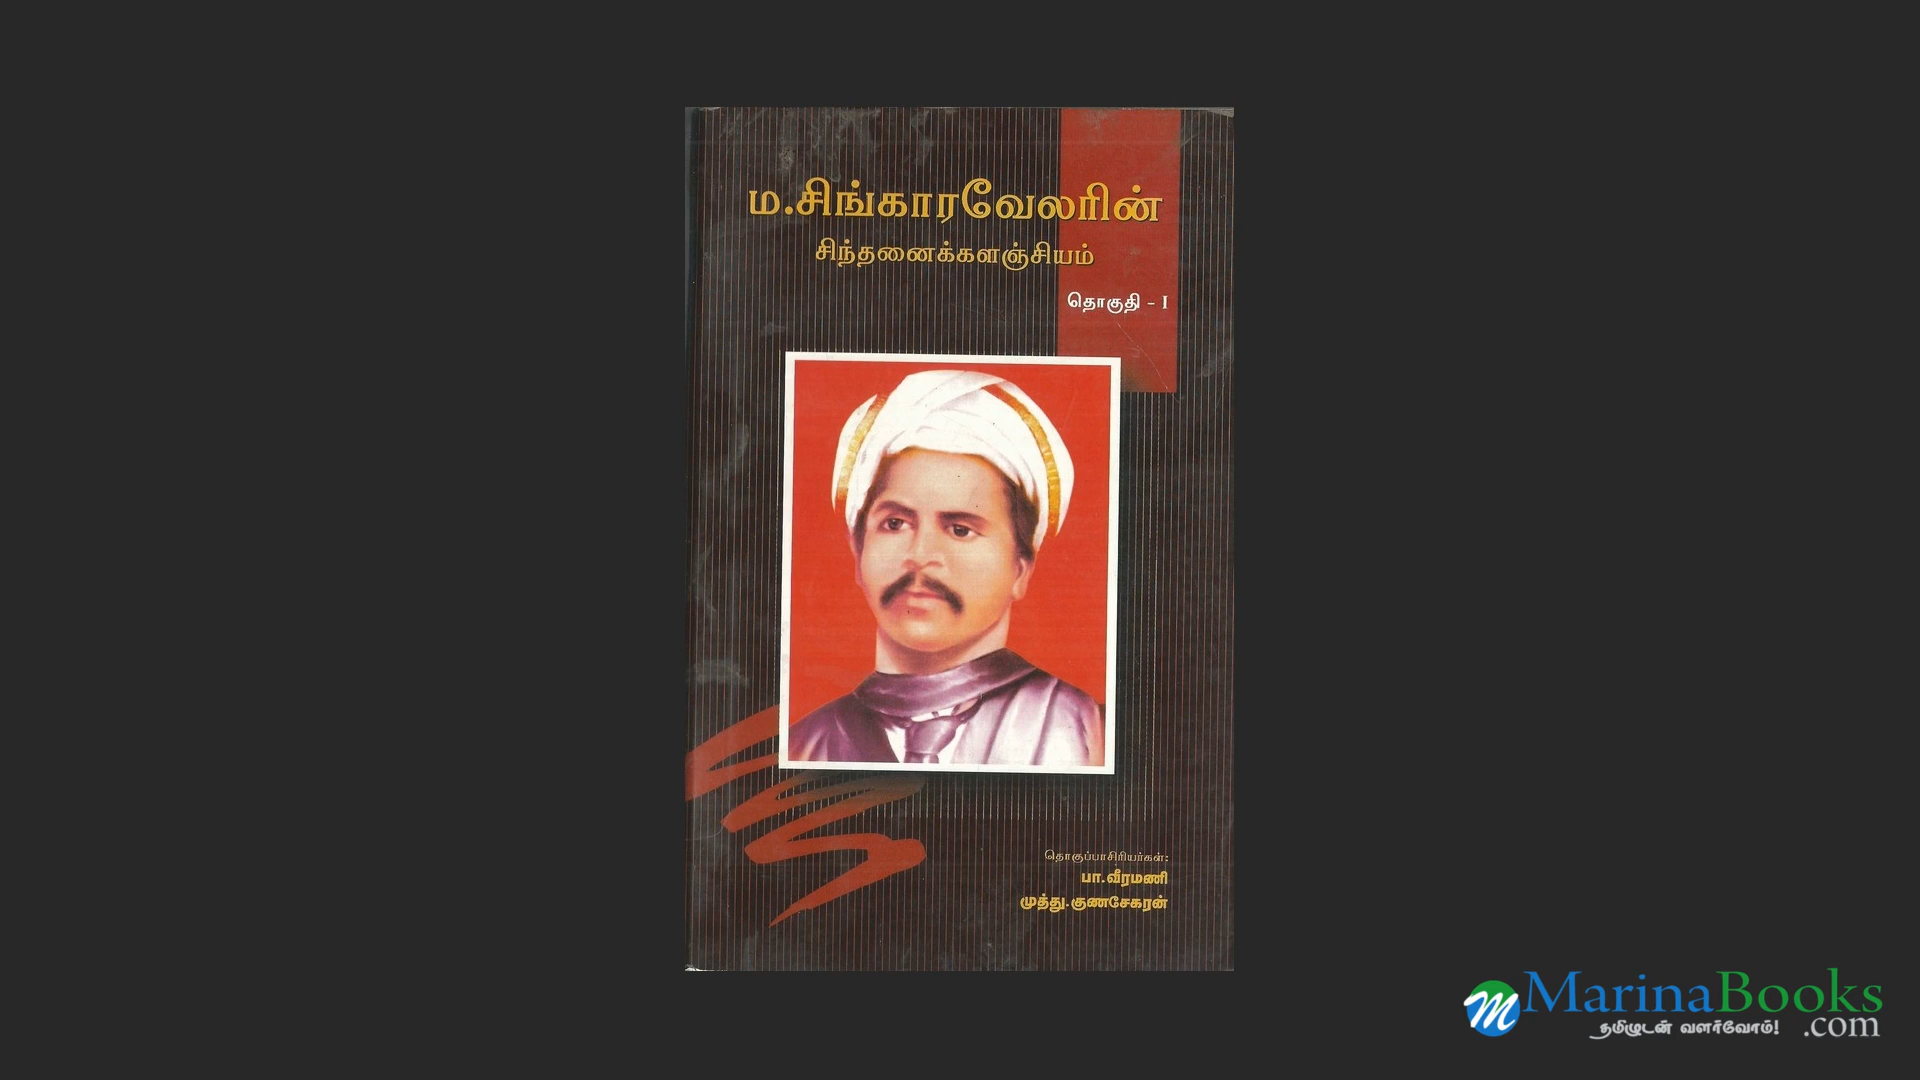 ம.சிங்காரவேலரின்
சிந்தனைக்களஞ்சியம்
தொகுதி - I
தொகுப்பாசிரியர்கள்:
பா.வீரமணி
முத்து.குணசேகரன்
m MarinaBooks
தமிழுடன் வளர்வோம்! .com